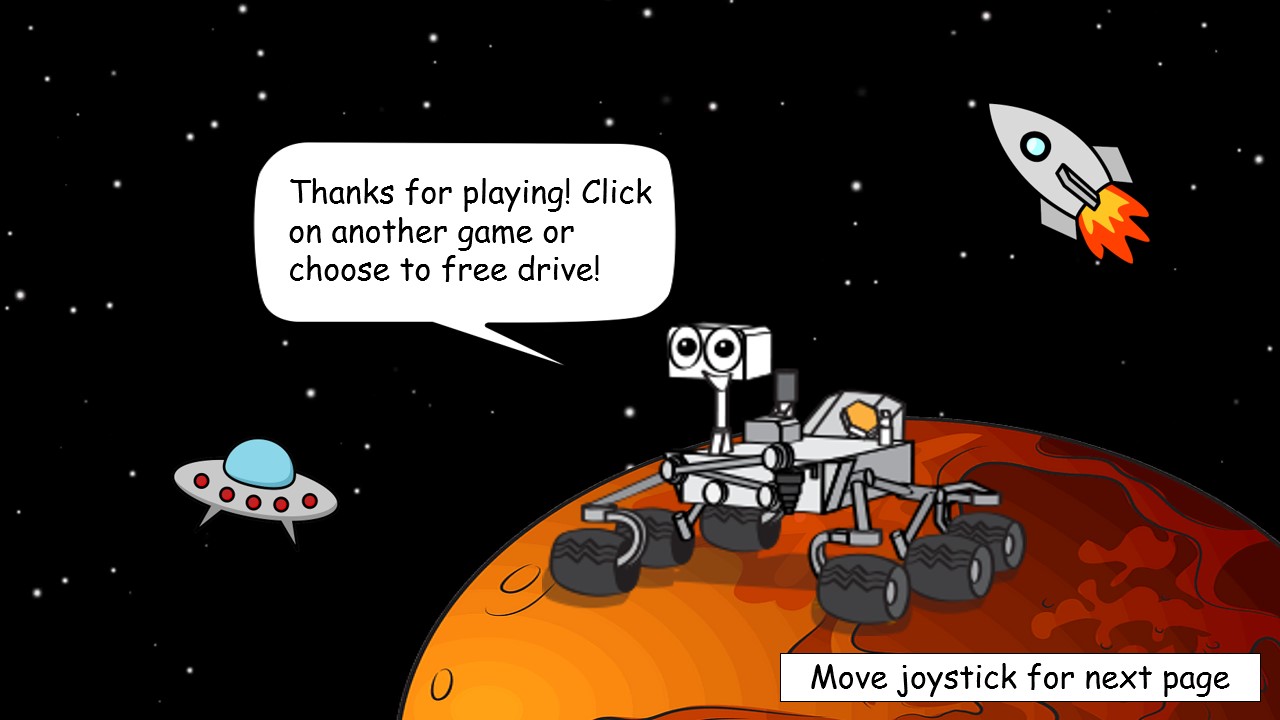 Thanks for playing! Click
on another game or
choose to free drive!
Move joystick for next page